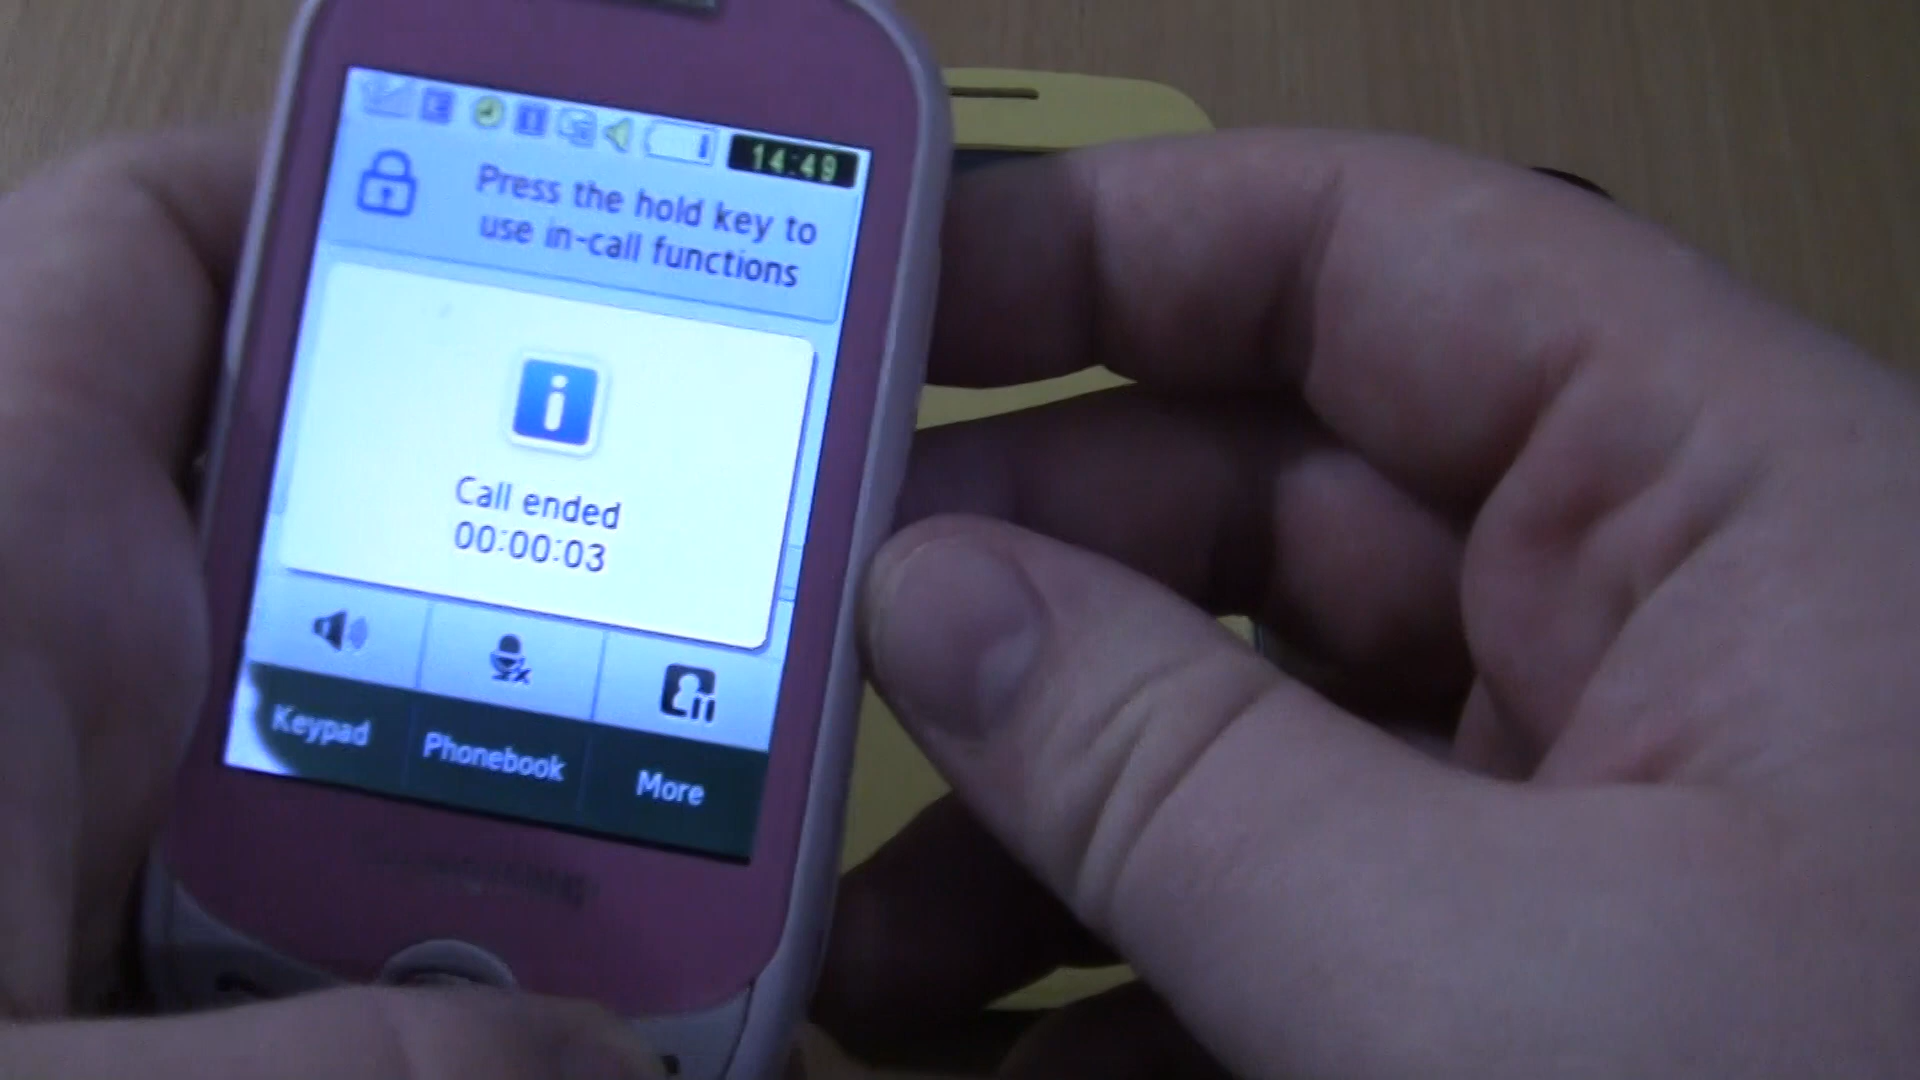 14:49
Press the hold key to
use in-call functions
Call ended
00:00:03
Keypad
Phonebook
More